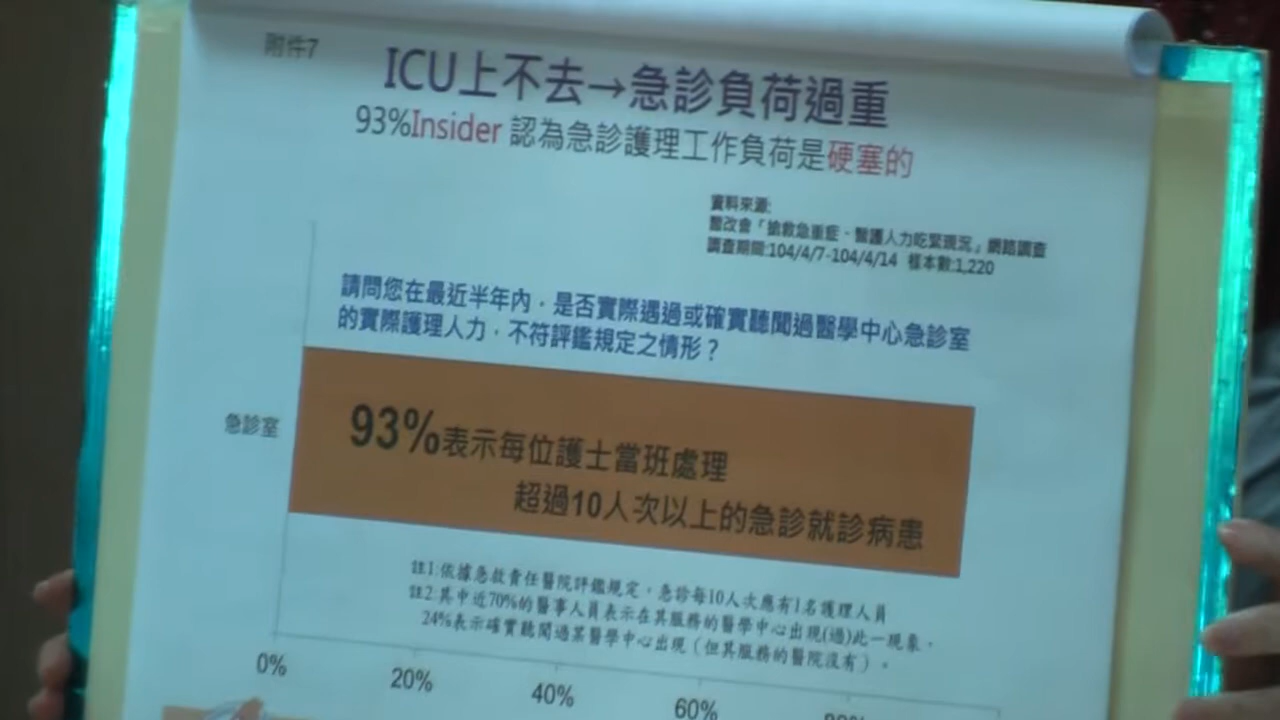 附件7
ICU上不去→急診負荷過重
93%Insider 認為急診護理工作負荷是硬塞的
資料來源:
醫改會「搶救急重症．醫護人力吃緊現況」網路調查
調查期間:104/4/7-104/4/14 樣本數:1,220
請問您在最近半年內，是否實際遇過或確實聽聞過醫學中心急診室
的實際護理人力，不符評鑑規定之情形？
急診室
93%表示每位護士當班處理
超過10人次以上的急診就診病患
註1:依據急救責任醫院評鑑規定，急診每10人次應有1名護理人員
註2:其中近70%的醫事人員表示在其服務的醫學中心出現(過)此一現象，
24%表示確實聽聞過某醫學中心出現（但其服務的醫院沒有）。
0% 20% 40% 60%